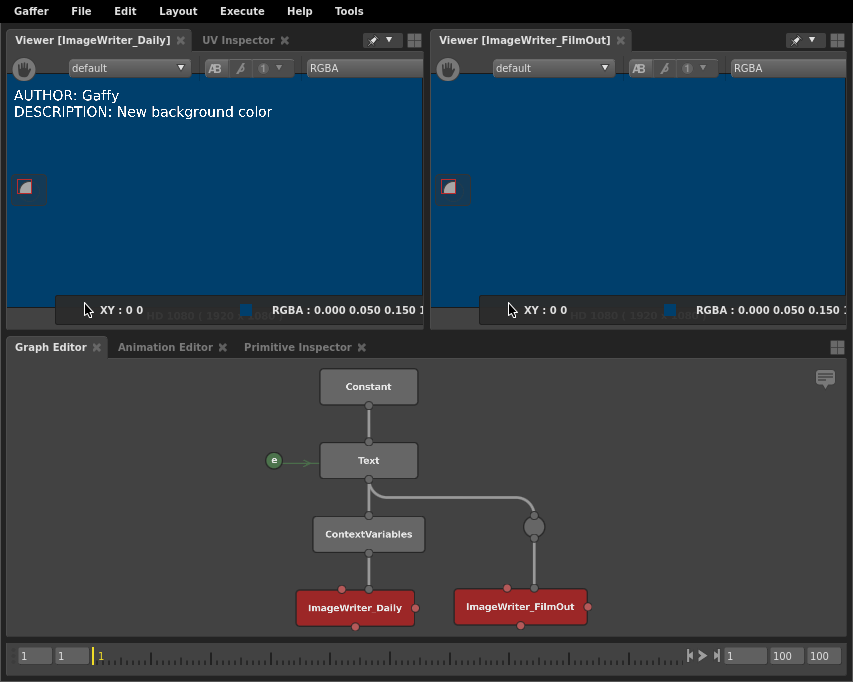 Gaffer File Edit Layout Execute Help Tools
Viewer [ImageWriter_Daily] UV Inspector
default AB 1 RGBA
AUTHOR: Gaffy
DESCRIPTION: New background color
XY : 0 0 RGBA : 0.000 0.050 0.150 1
HD 1080 ( 1920 x 1080
Viewer [ImageWriter_FilmOut]
default AB 1 RGBA
XY : 0 0 RGBA : 0.000 0.050 0.150 1
HD 1080 ( 1920 x 1080
Graph Editor Animation Editor Primitive Inspector
Constant
e Text
ContextVariables
ImageWriter_Daily ImageWriter_FilmOut
1 1 1 1 100 100